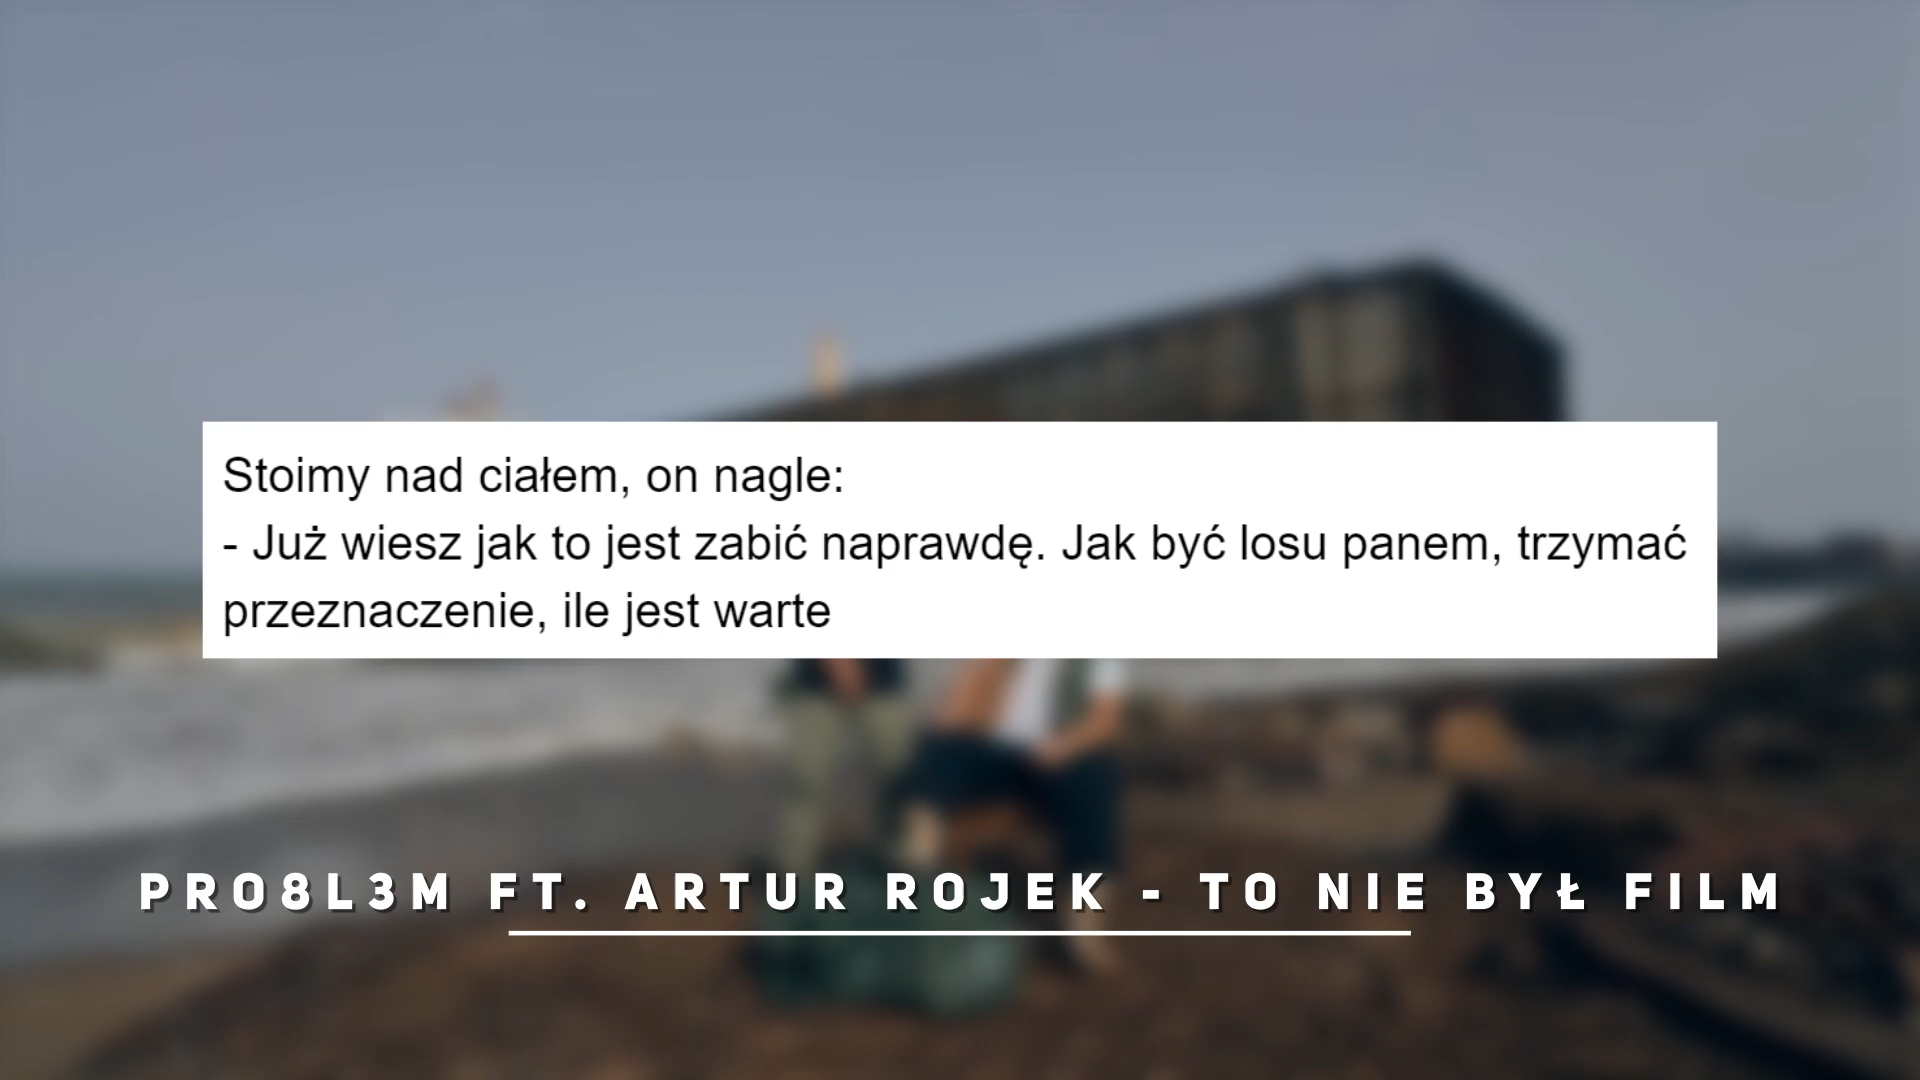 Stoimy nad ciałem, on nagle:
- Już wiesz jak to jest zabić naprawdę. Jak być losu panem, trzymać
przeznaczenie, ile jest warte
PRO8L3M FT. ARTUR ROJEK - TO NIE BYŁ FILM